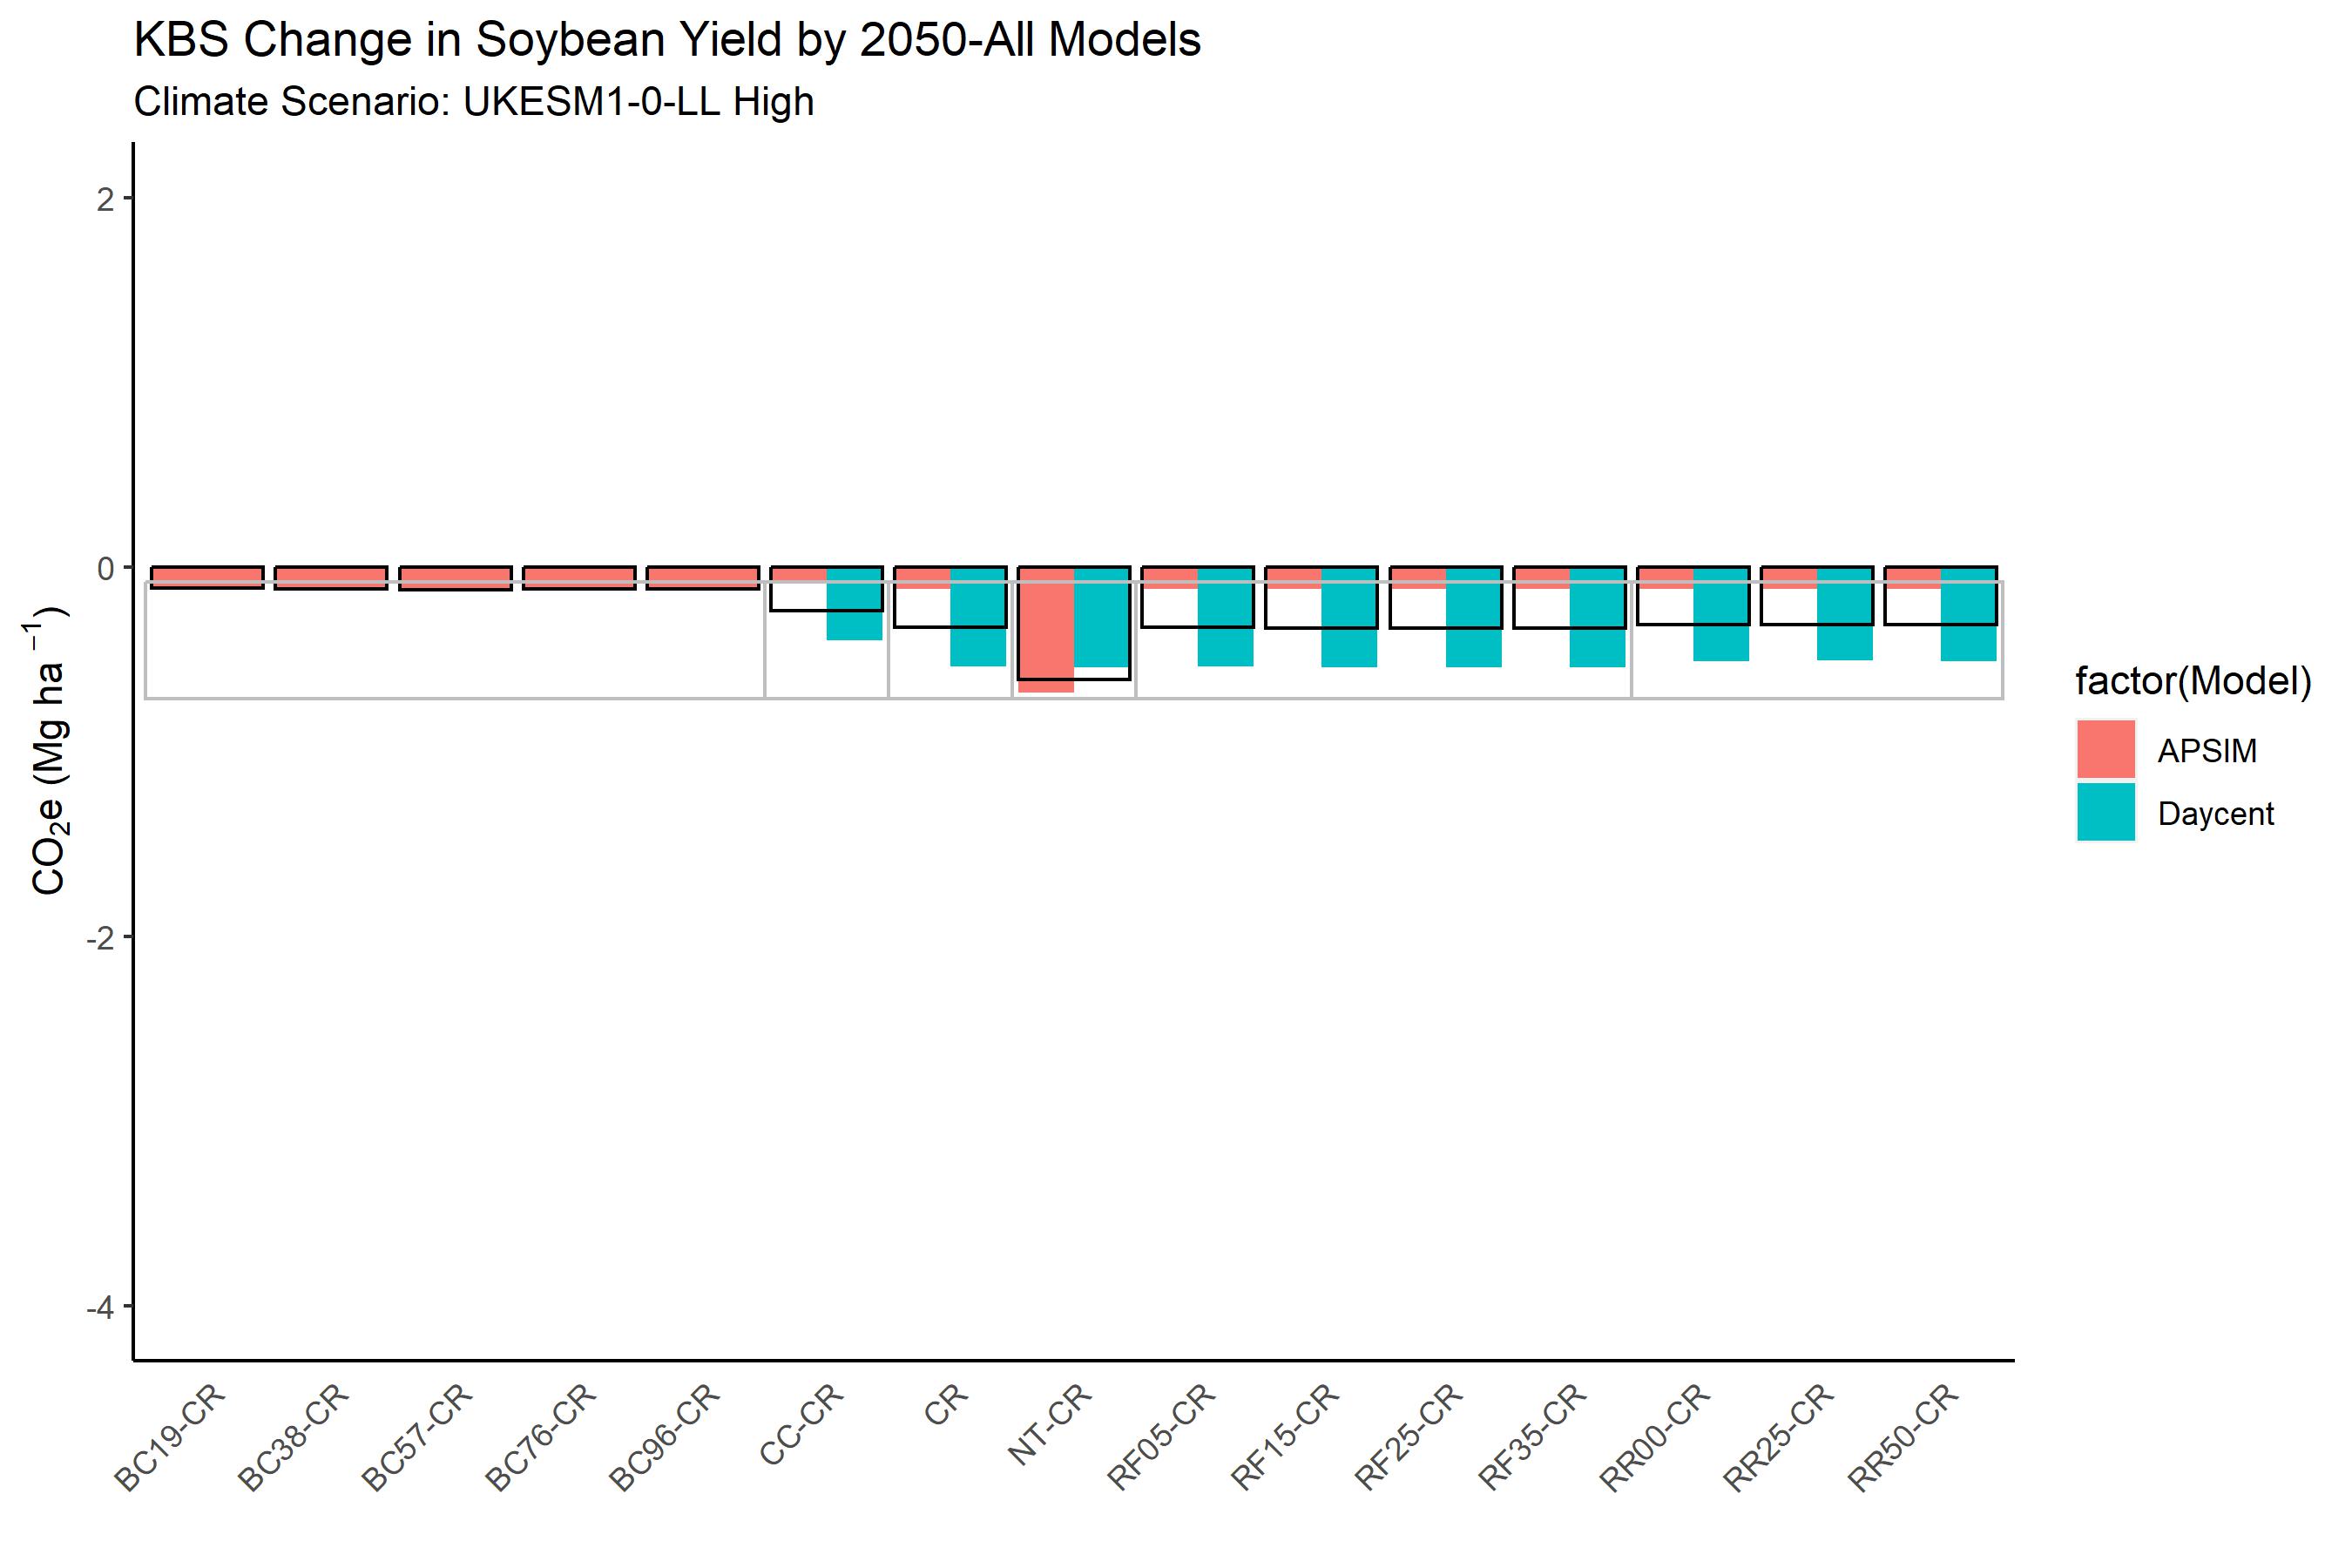 KBS Change in Soybean Yield by 2050-All Models
Climate Scenario: UKESM1-0-LL High
CO₂e (Mg ha ⁻¹)
2
0
-2
-4
BC19-CR
BC38-CR
BC57-CR
BC76-CR
BC96-CR
CC-CR
CR
NT-CR
RF05-CR
RF15-CR
RF25-CR
RF35-CR
RR00-CR
RR25-CR
RR50-CR
factor(Model)
APSIM
Daycent